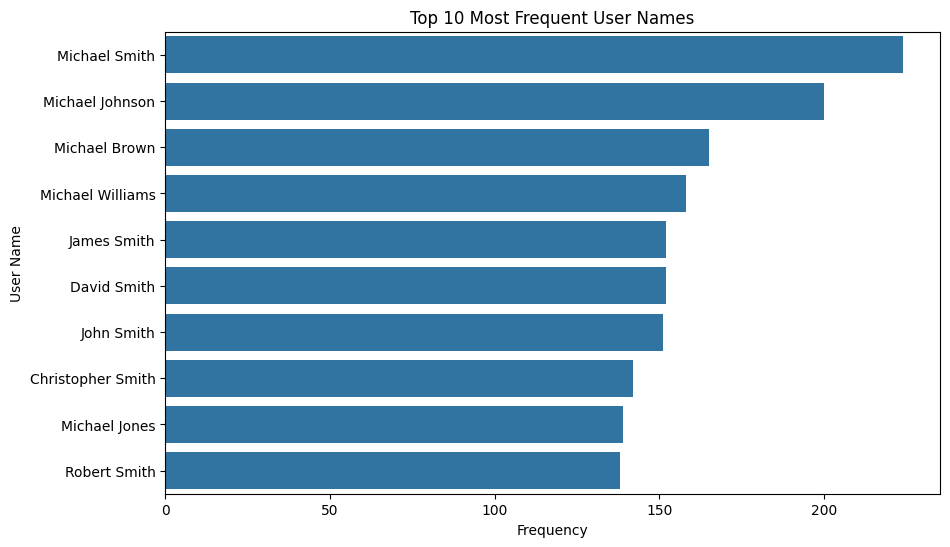 Top 10 Most Frequent User Names
User Name
Michael Smith
Michael Johnson
Michael Brown
Michael Williams
James Smith
David Smith
John Smith
Christopher Smith
Michael Jones
Robert Smith
0 50 100 150 200
Frequency